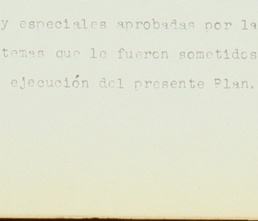 y especiales aprobadas por la
temas que le fueron sometidos
ejecución del presente Plan.